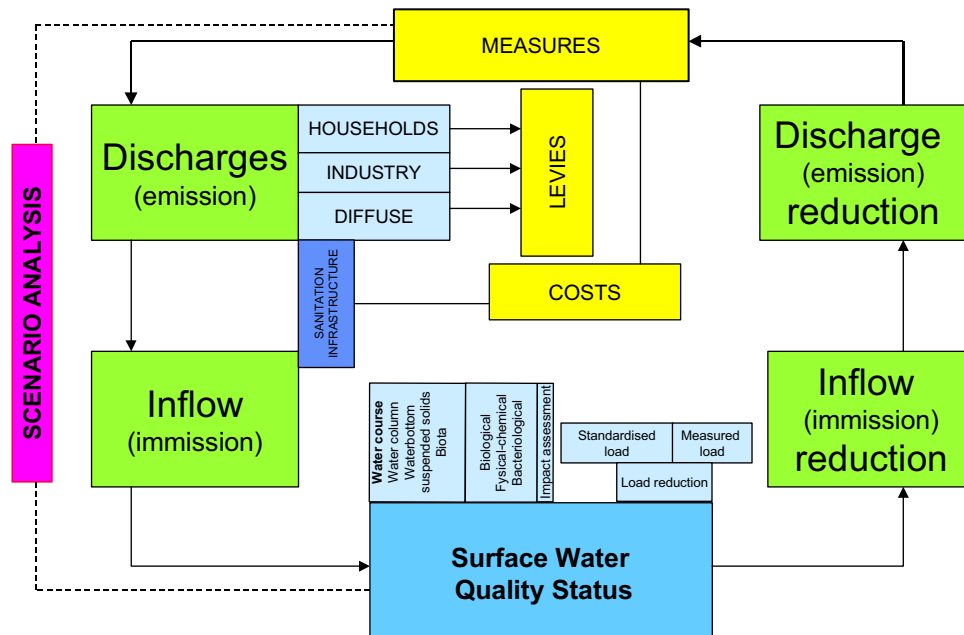 MEASURES
Discharges
(emission)
HOUSEHOLDS
INDUSTRY
DIFFUSE
LEVIES
Discharge
(emission)
reduction
SCENARIO ANALYSIS
SANITATION
INFRASTRUCTURE
COSTS
Inflow
(immission)
Water course
Water column
Waterbottom
suspended solids
Biota
Biological
Fysical-chemical
Bacteriological
Impact assessment
Standardised
load
Measured
load
Load reduction
Inflow
(immission)
reduction
Surface Water
Quality Status